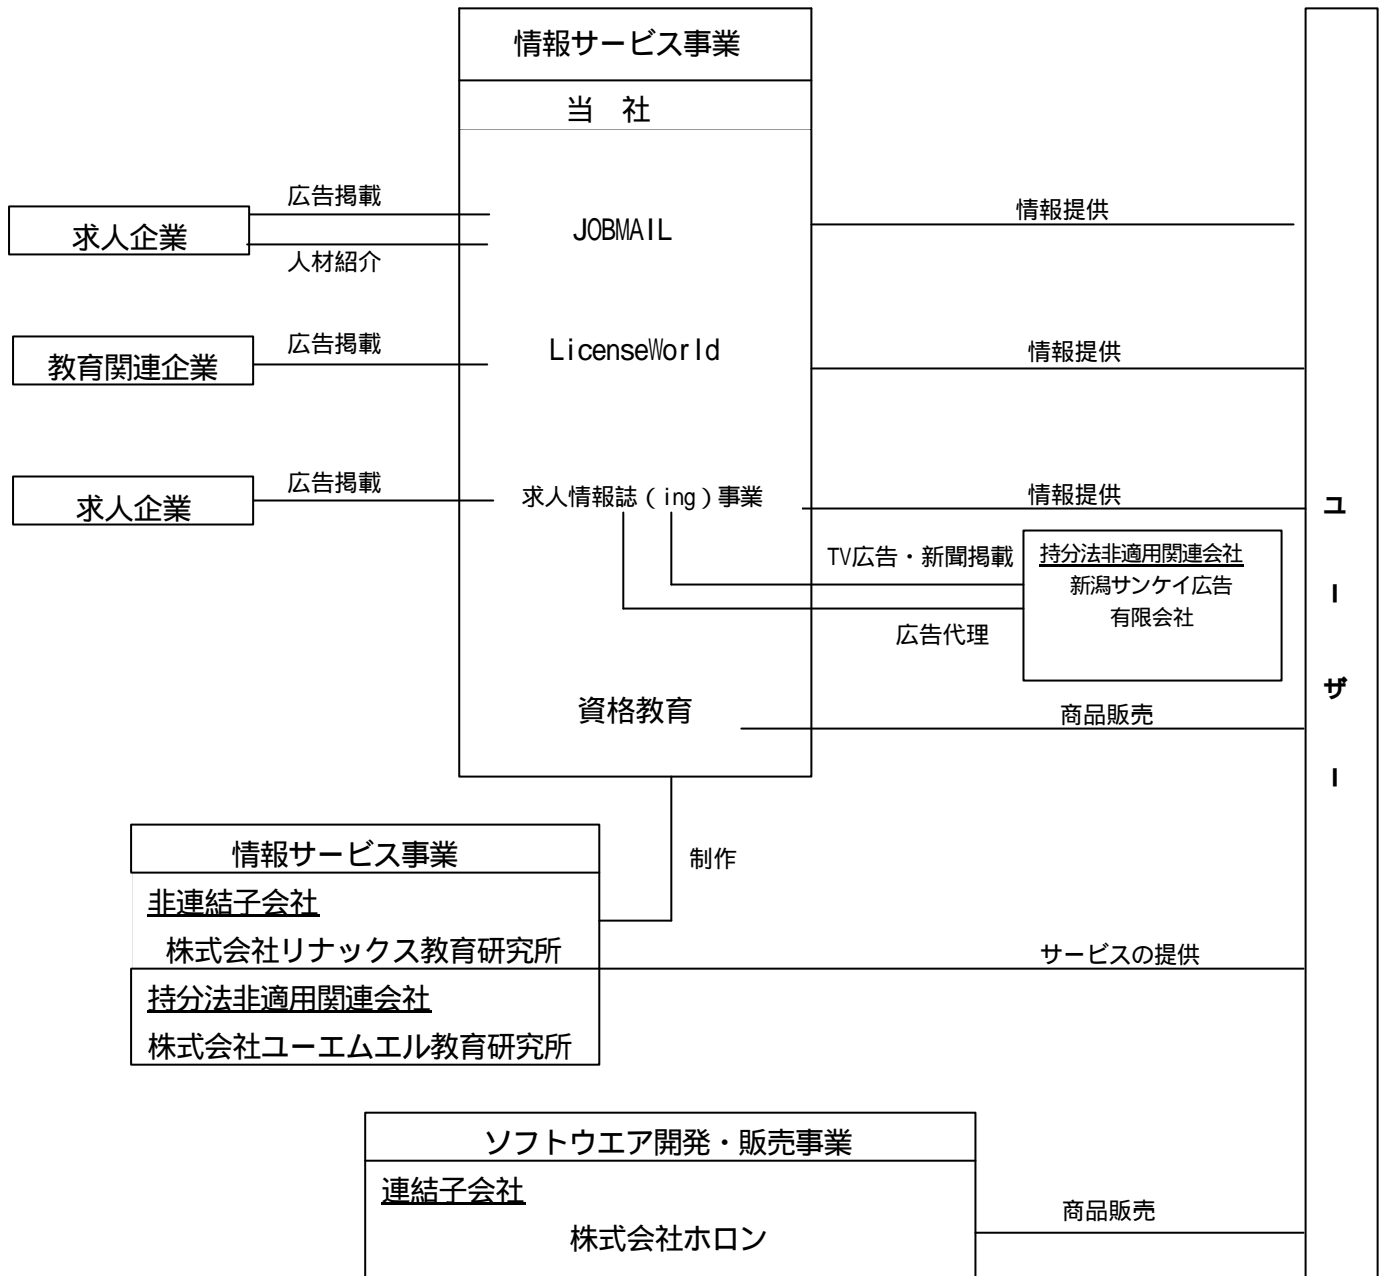 情報サービス事業
当 社
広告掲載
求人企業
人材紹介
JOBMAIL
情報提供
広告掲載
教育関連企業
LicenseWorld
情報提供
広告掲載
求人企業
求人情報誌(ing)事業
情報提供
TV広告・新聞掲載
広告代理
持分法非適用関連会社
新潟サンケイ広告
有限会社
資格教育
商品販売
ユーザー
制作
情報サービス事業
非連結子会社
株式会社リナックス教育研究所
サービスの提供
持分法非適用関連会社
株式会社ユーエムエル教育研究所
ソフトウエア開発・販売事業
連結子会社
株式会社ホロン
商品販売